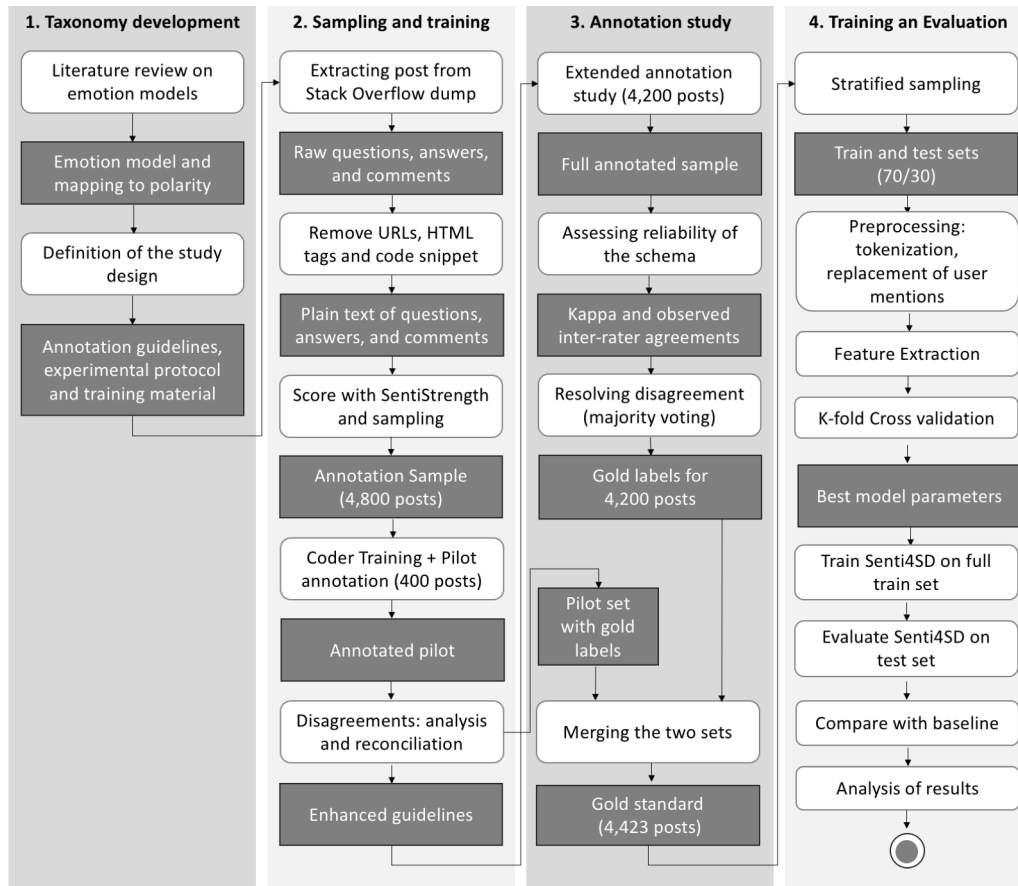 1. Taxonomy development
Literature review on
emotion models
Emotion model and
mapping to polarity
Definition of the study
design
Annotation guidelines,
experimental protocol
and training material
2. Sampling and training
Extracting post from
Stack Overflow dump
Raw questions, answers,
and comments
Remove URLs, HTML
tags and code snippet
Plain text of questions,
answers, and comments
Score with SentiStrength
and sampling
Annotation Sample
(4,800 posts)
Coder Training + Pilot
annotation (400 posts)
Annotated pilot
Disagreements: analysis
and reconciliation
Enhanced guidelines
3. Annotation study
Extended annotation
study (4,200 posts)
Full annotated sample
Assessing reliability of
the schema
Kappa and observed
inter-rater agreements
Resolving disagreement
(majority voting)
Gold labels for
4,200 posts
Pilot set
with gold
labels
Merging the two sets
Gold standard
(4,423 posts)
4. Training an Evaluation
Stratified sampling
Train and test sets
(70/30)
Preprocessing:
tokenization,
replacement of user
mentions
Feature Extraction
K-fold Cross validation
Best model parameters
Train Senti4SD on full
train set
Evaluate Senti4SD on
test set
Compare with baseline
Analysis of results